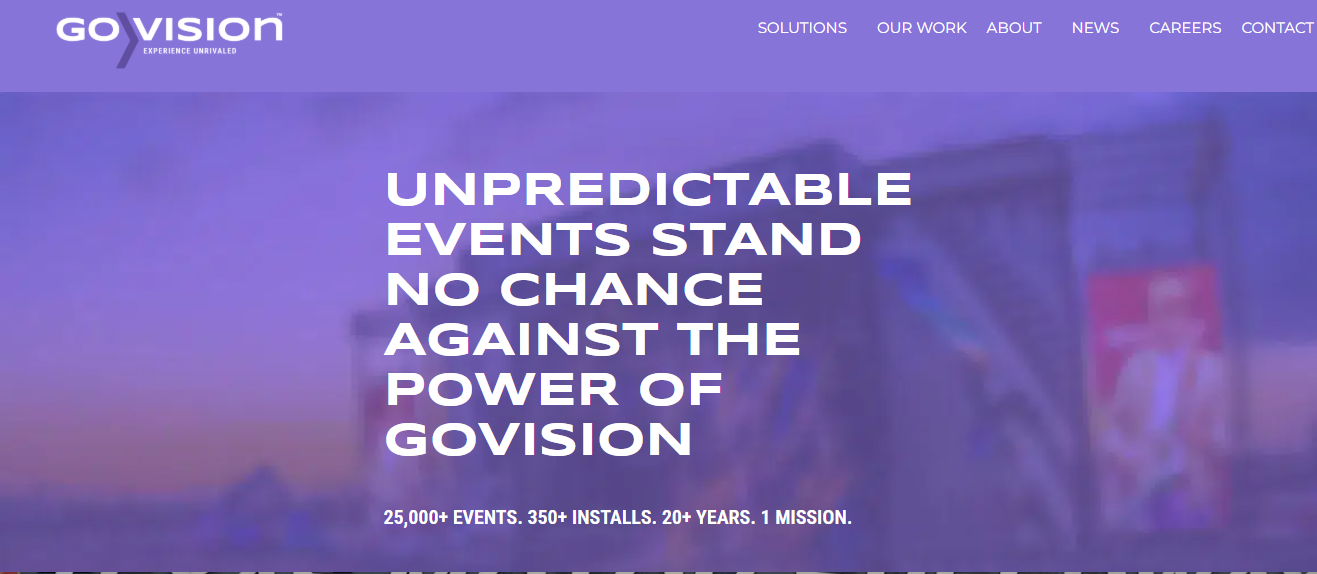 GO VISION™
EXPERIENCE UNRIVALED
SOLUTIONS OUR WORK ABOUT NEWS CAREERS CONTACT
UNPREDICTABLE
EVENTS STAND
NO CHANCE
AGAINST THE
POWER OF
GOVISION
25,000+ EVENTS. 350+ INSTALLS. 20+ YEARS. 1 MISSION.